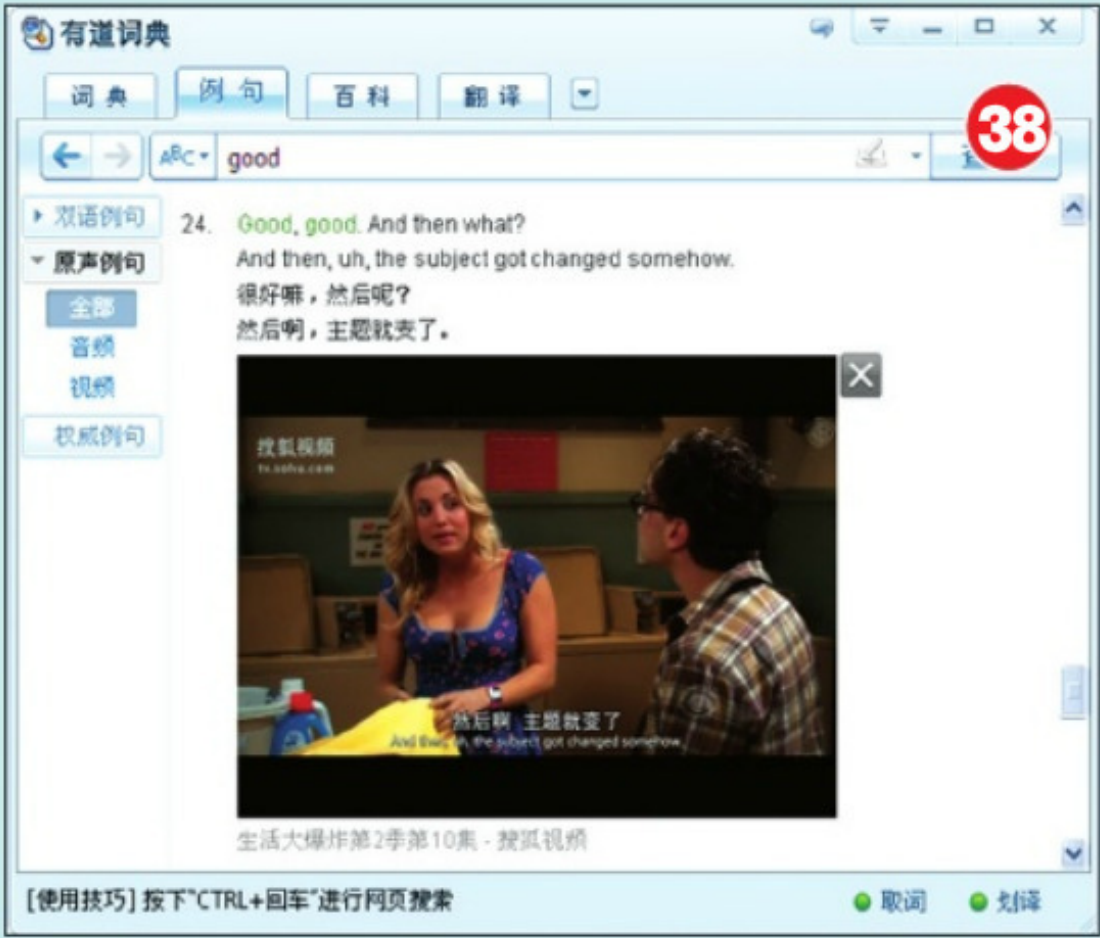 有道词典
词典 例句 百科 翻译
38
ABC good
双语例句
原声例句
全部
音频
视频
权威例句
24. Good, good. And then what?
And then, uh, the subject got changed somehow.
很好嘛，然后呢？
然后啊，主题就变了。
搜狐视频
tv.sohu.com
然后啊 主题就变了
And then, uh, the subject got changed somehow.
生活大爆炸第2季第10集 - 搜狐视频
[使用技巧] 按下"CTRL+回车"进行网页搜索
取词 划译